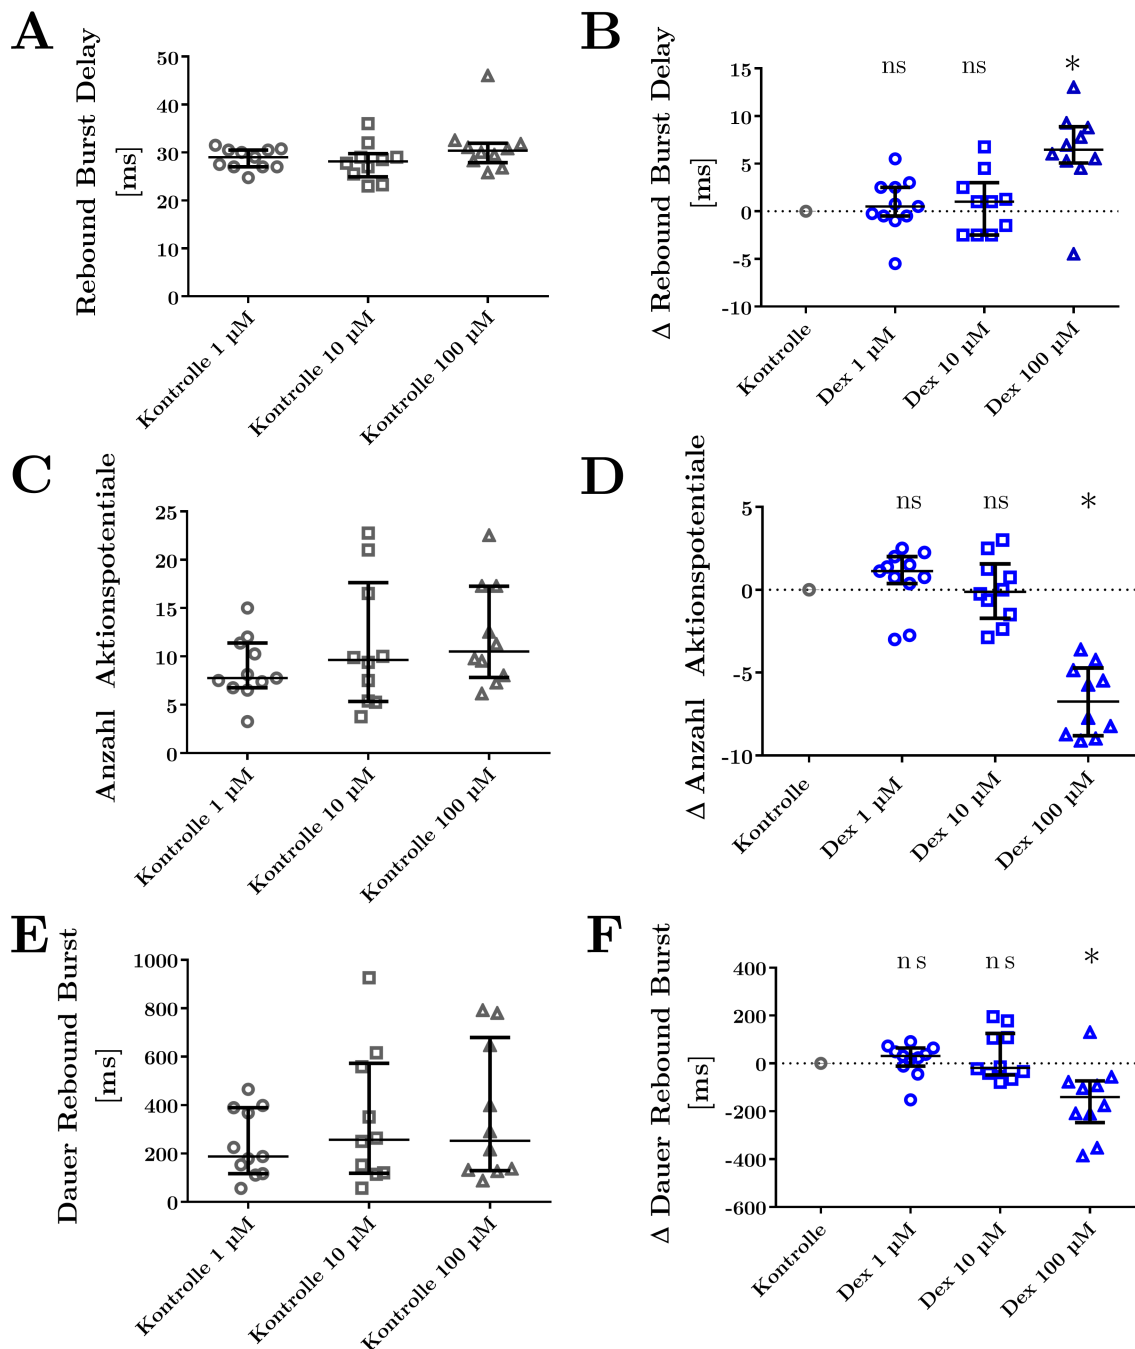 A
Rebound Burst Delay
[ms]
50
40
30
20
10
0
Kontrolle 1 µM
Kontrolle 10 µM
Kontrolle 100 µM
B
Δ Rebound Burst Delay
[ms]
15
10
5
0
-5
-10
ns
ns
*
Kontrolle
Dex 1 µM
Dex 10 µM
Dex 100 µM
C
Anzahl Aktionspotentiale
25
20
15
10
5
0
Kontrolle 1 µM
Kontrolle 10 µM
Kontrolle 100 µM
D
Δ Anzahl Aktionspotentiale
5
0
-5
-10
ns
ns
*
Kontrolle
Dex 1 µM
Dex 10 µM
Dex 100 µM
E
Dauer Rebound Burst
[ms]
1000
800
600
400
200
0
Kontrolle 1 µM
Kontrolle 10 µM
Kontrolle 100 µM
F
Δ Dauer Rebound Burst
[ms]
400
200
0
-200
-400
-600
ns
ns
*
Kontrolle
Dex 1 µM
Dex 10 µM
Dex 100 µM